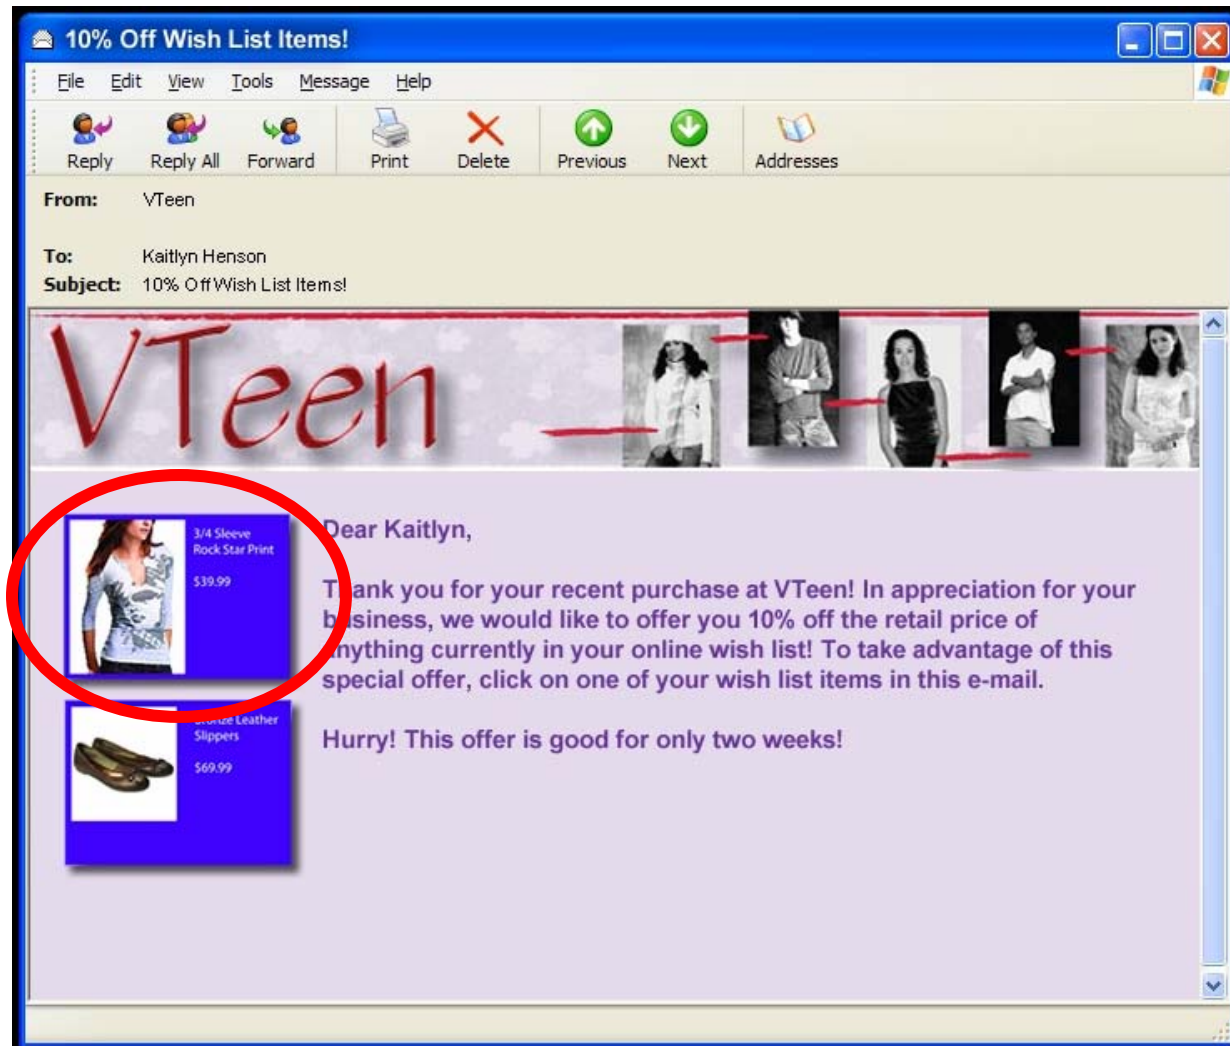 10% Off Wish List Items!
File Edit View Tools Message Help
Reply Reply All Forward Print Delete Previous Next Addresses
From: VTeen
To: Kaitlyn Henson
Subject: 10% Off Wish List Items!
VTeen
3/4 Sleeve
Rock Star Print
$39.99
Bronze Leather
Slippers
$69.99
Dear Kaitlyn,
Thank you for your recent purchase at VTeen! In appreciation for your
business, we would like to offer you 10% off the retail price of
anything currently in your online wish list! To take advantage of this
special offer, click on one of your wish list items in this e-mail.
Hurry! This offer is good for only two weeks!